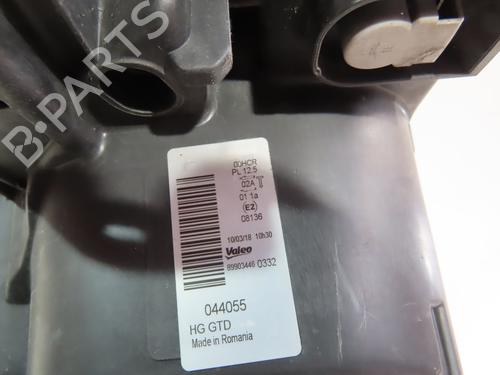 B-PARTS
00HCR
PL 12.5
02A
01 1a
E2
08136
10/03/18 10h30
Valeo
89903446 0332
044055
HG GTD
Made in Romania